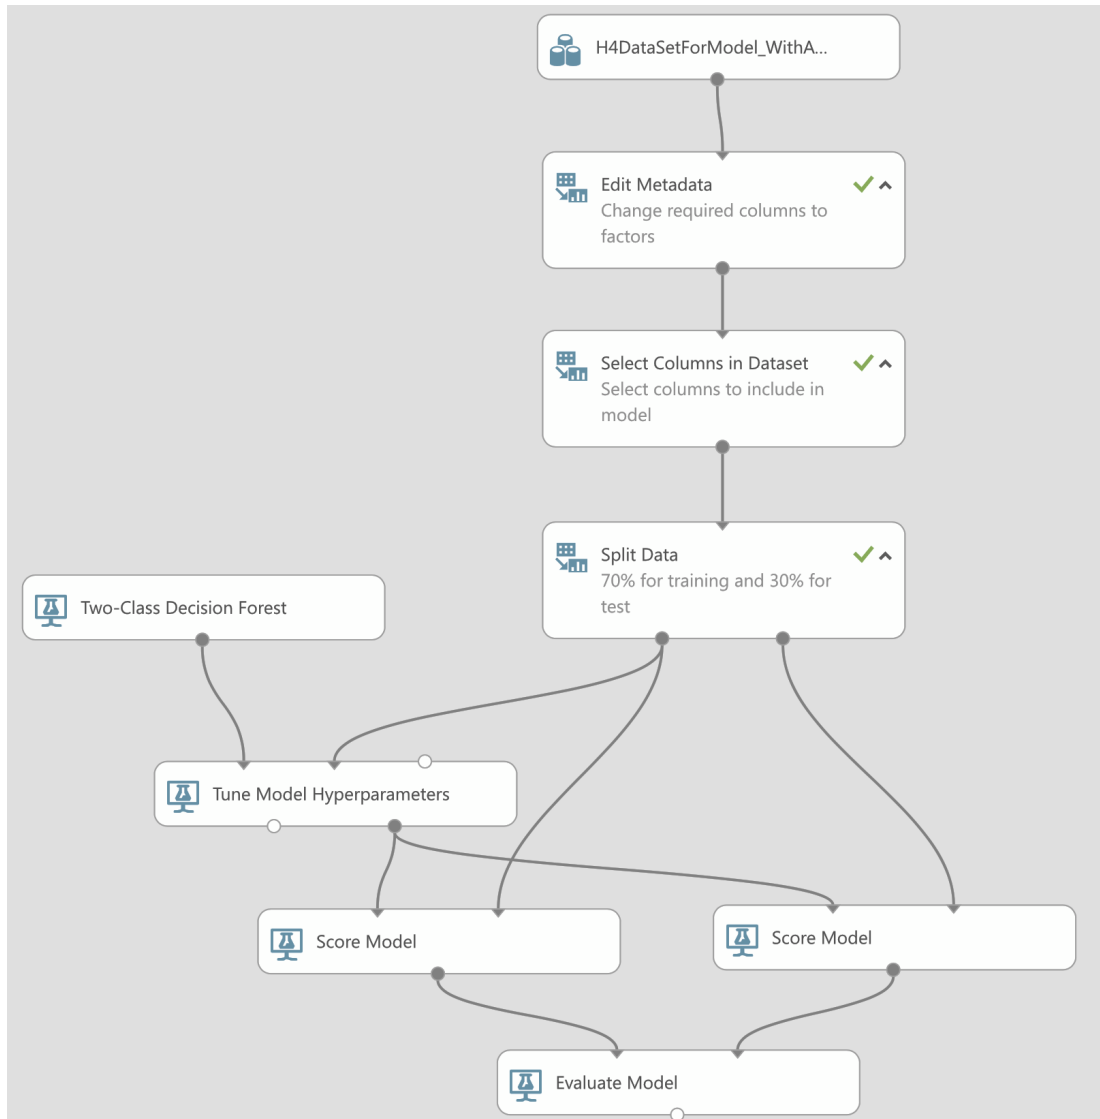 H4DataSetForModel_WithA...
Edit Metadata
Change required columns to
factors
Select Columns in Dataset
Select columns to include in
model
Split Data
70% for training and 30% for
test
Two-Class Decision Forest
Tune Model Hyperparameters
Score Model
Score Model
Evaluate Model